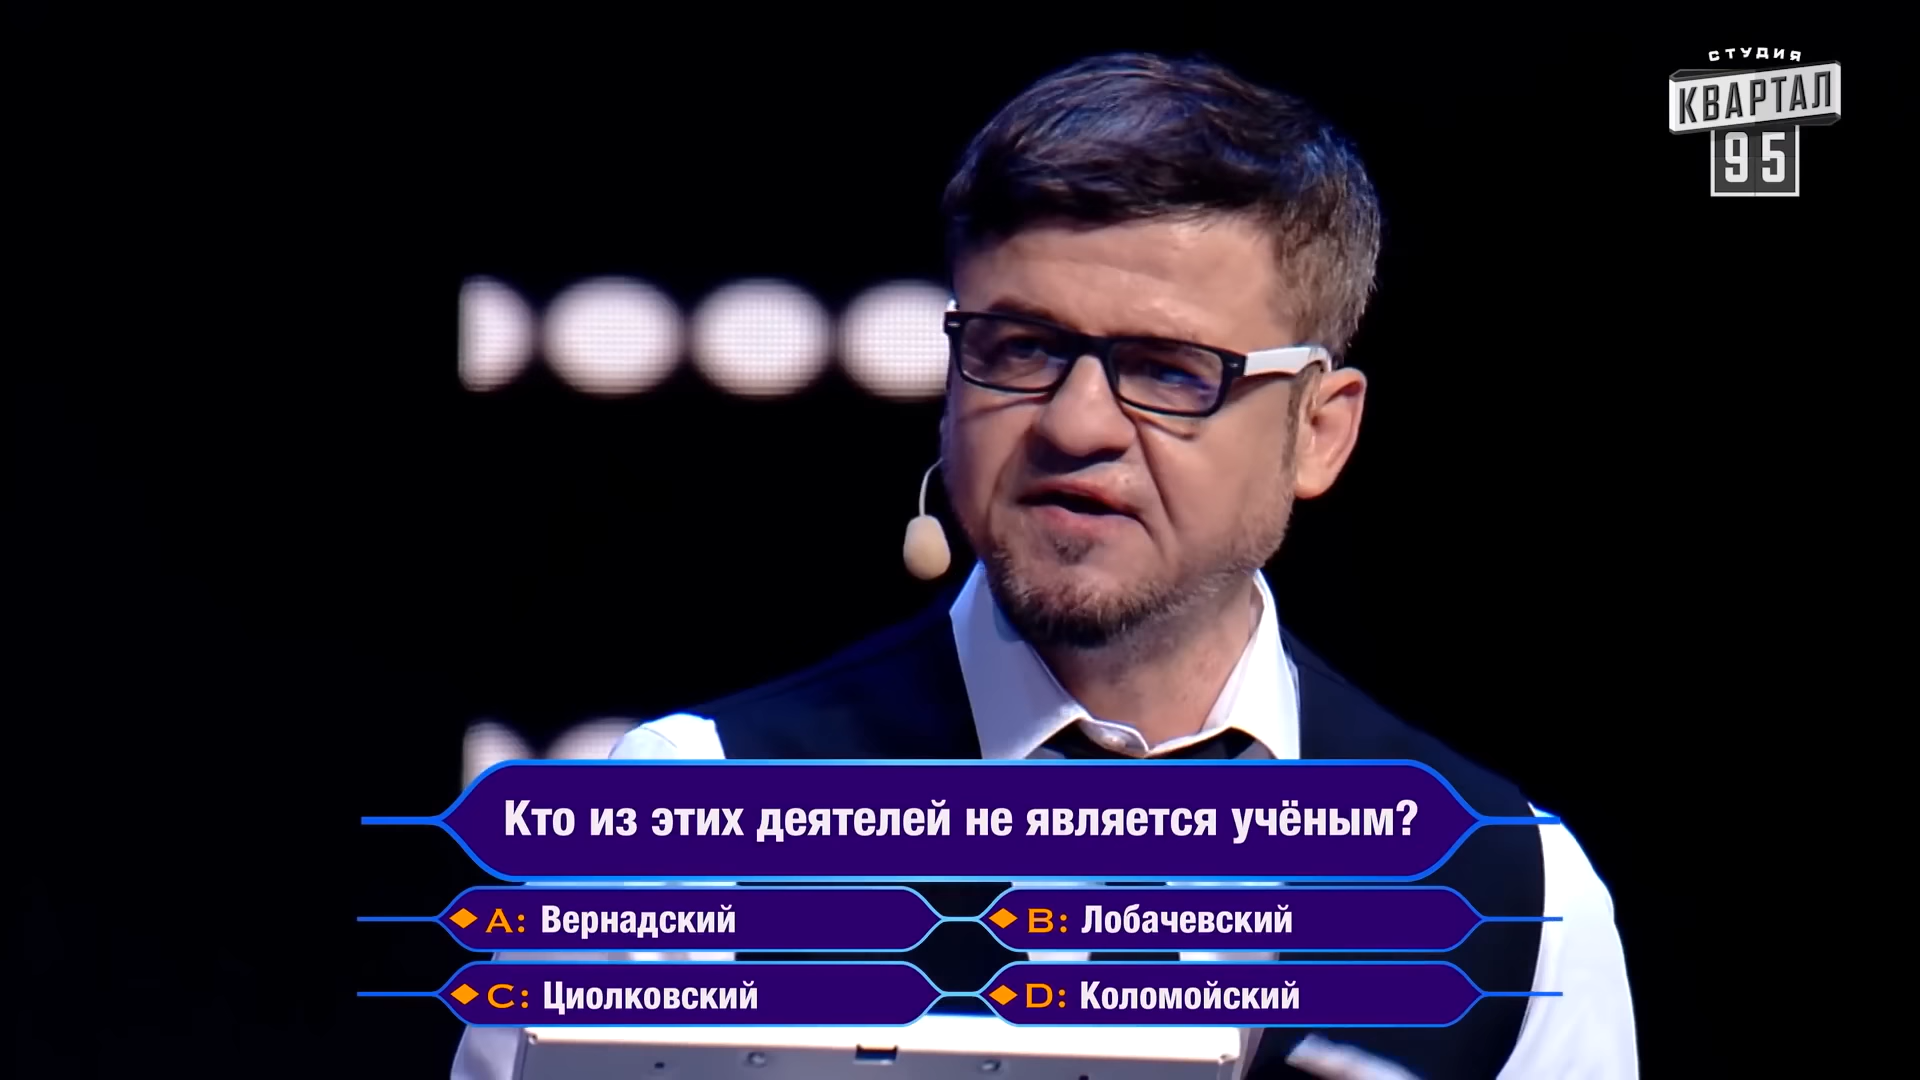 СТУДИЯ
КВАРТАЛ
95
Кто из этих деятелей не является учёным?
A: Вернадский
B: Лобачевский
C: Циолковский
D: Коломойский